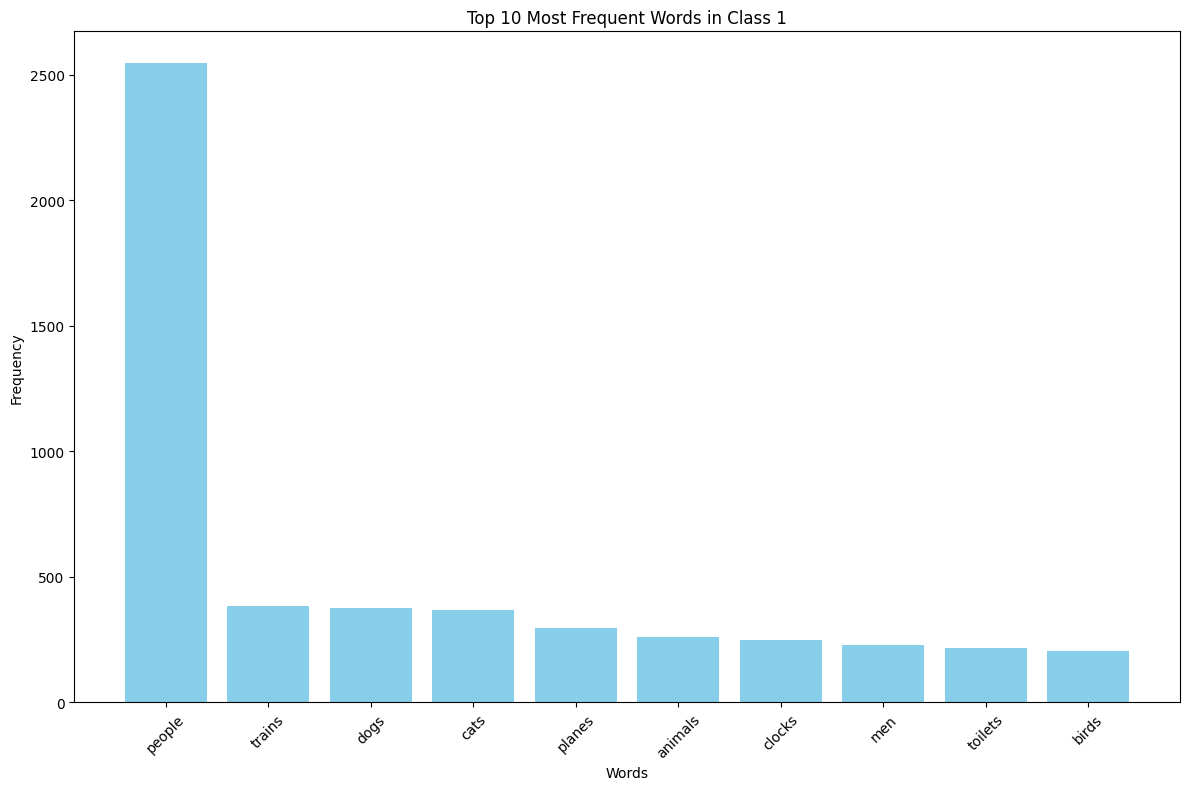 Top 10 Most Frequent Words in Class 1
Frequency
2500
2000
1500
1000
500
0
people
trains
dogs
cats
planes
animals
clocks
men
toilets
birds
Words